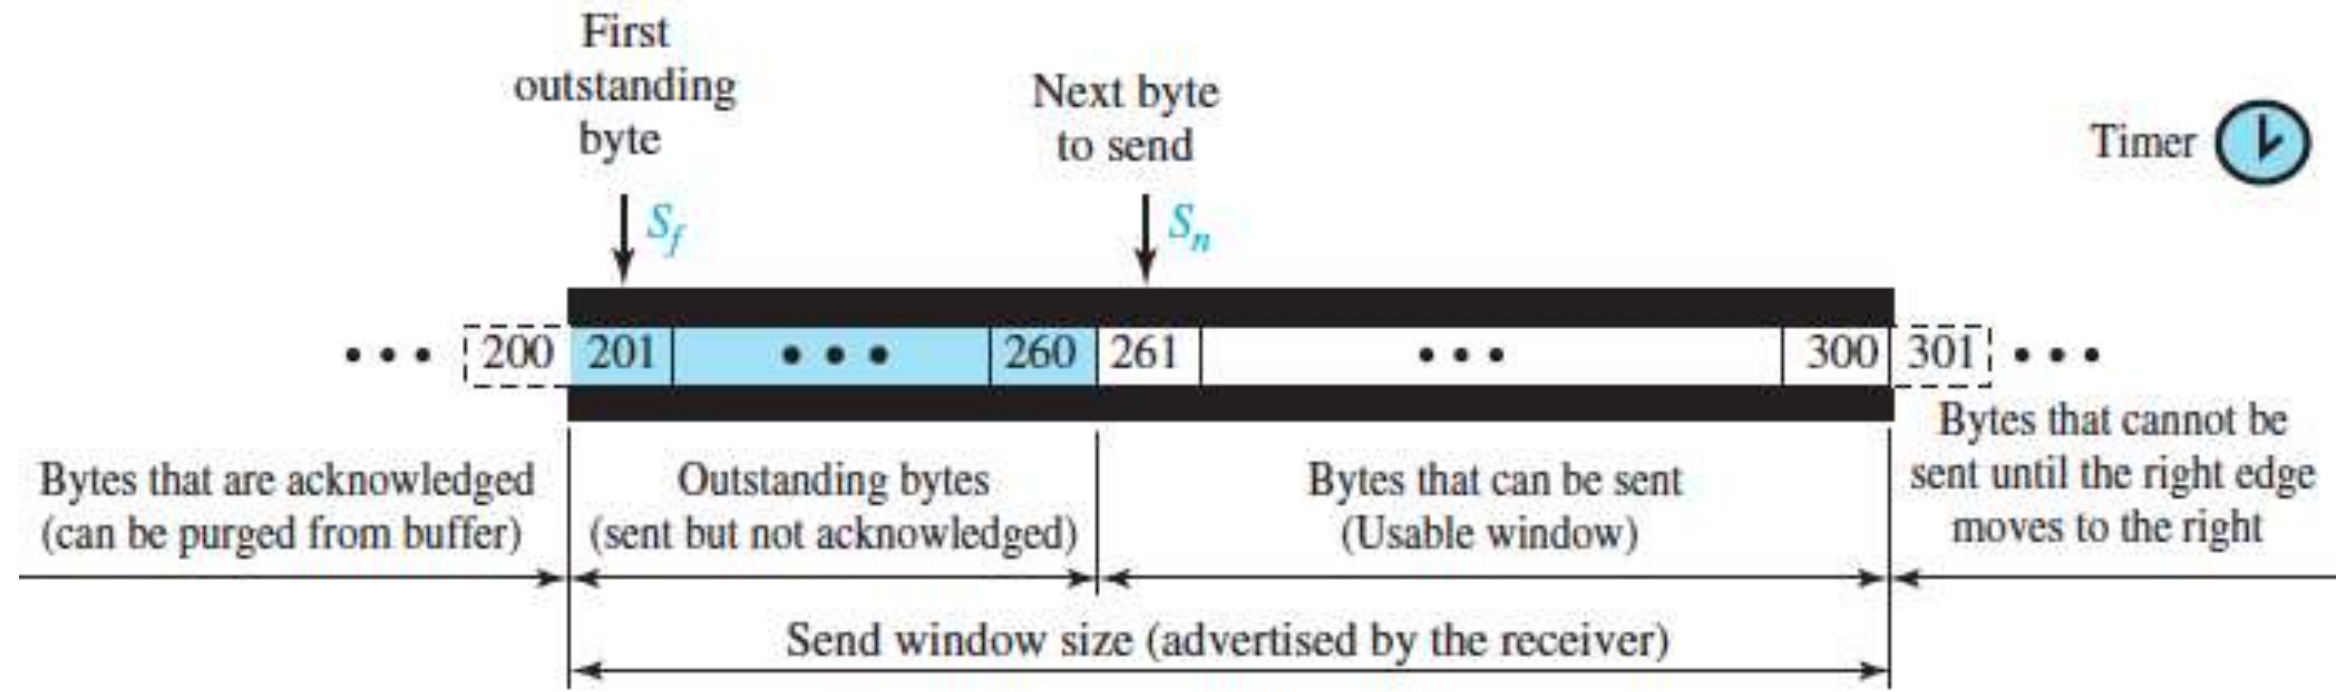 First
outstanding
byte
Next byte
to send
Timer
Sf
Sn
• • • 200 201 • • • 260 261 • • • 300 301 • • •
Bytes that are acknowledged
(can be purged from buffer)
Outstanding bytes
(sent but not acknowledged)
Bytes that can be sent
(Usable window)
Bytes that cannot be
sent until the right edge
moves to the right
Send window size (advertised by the receiver)